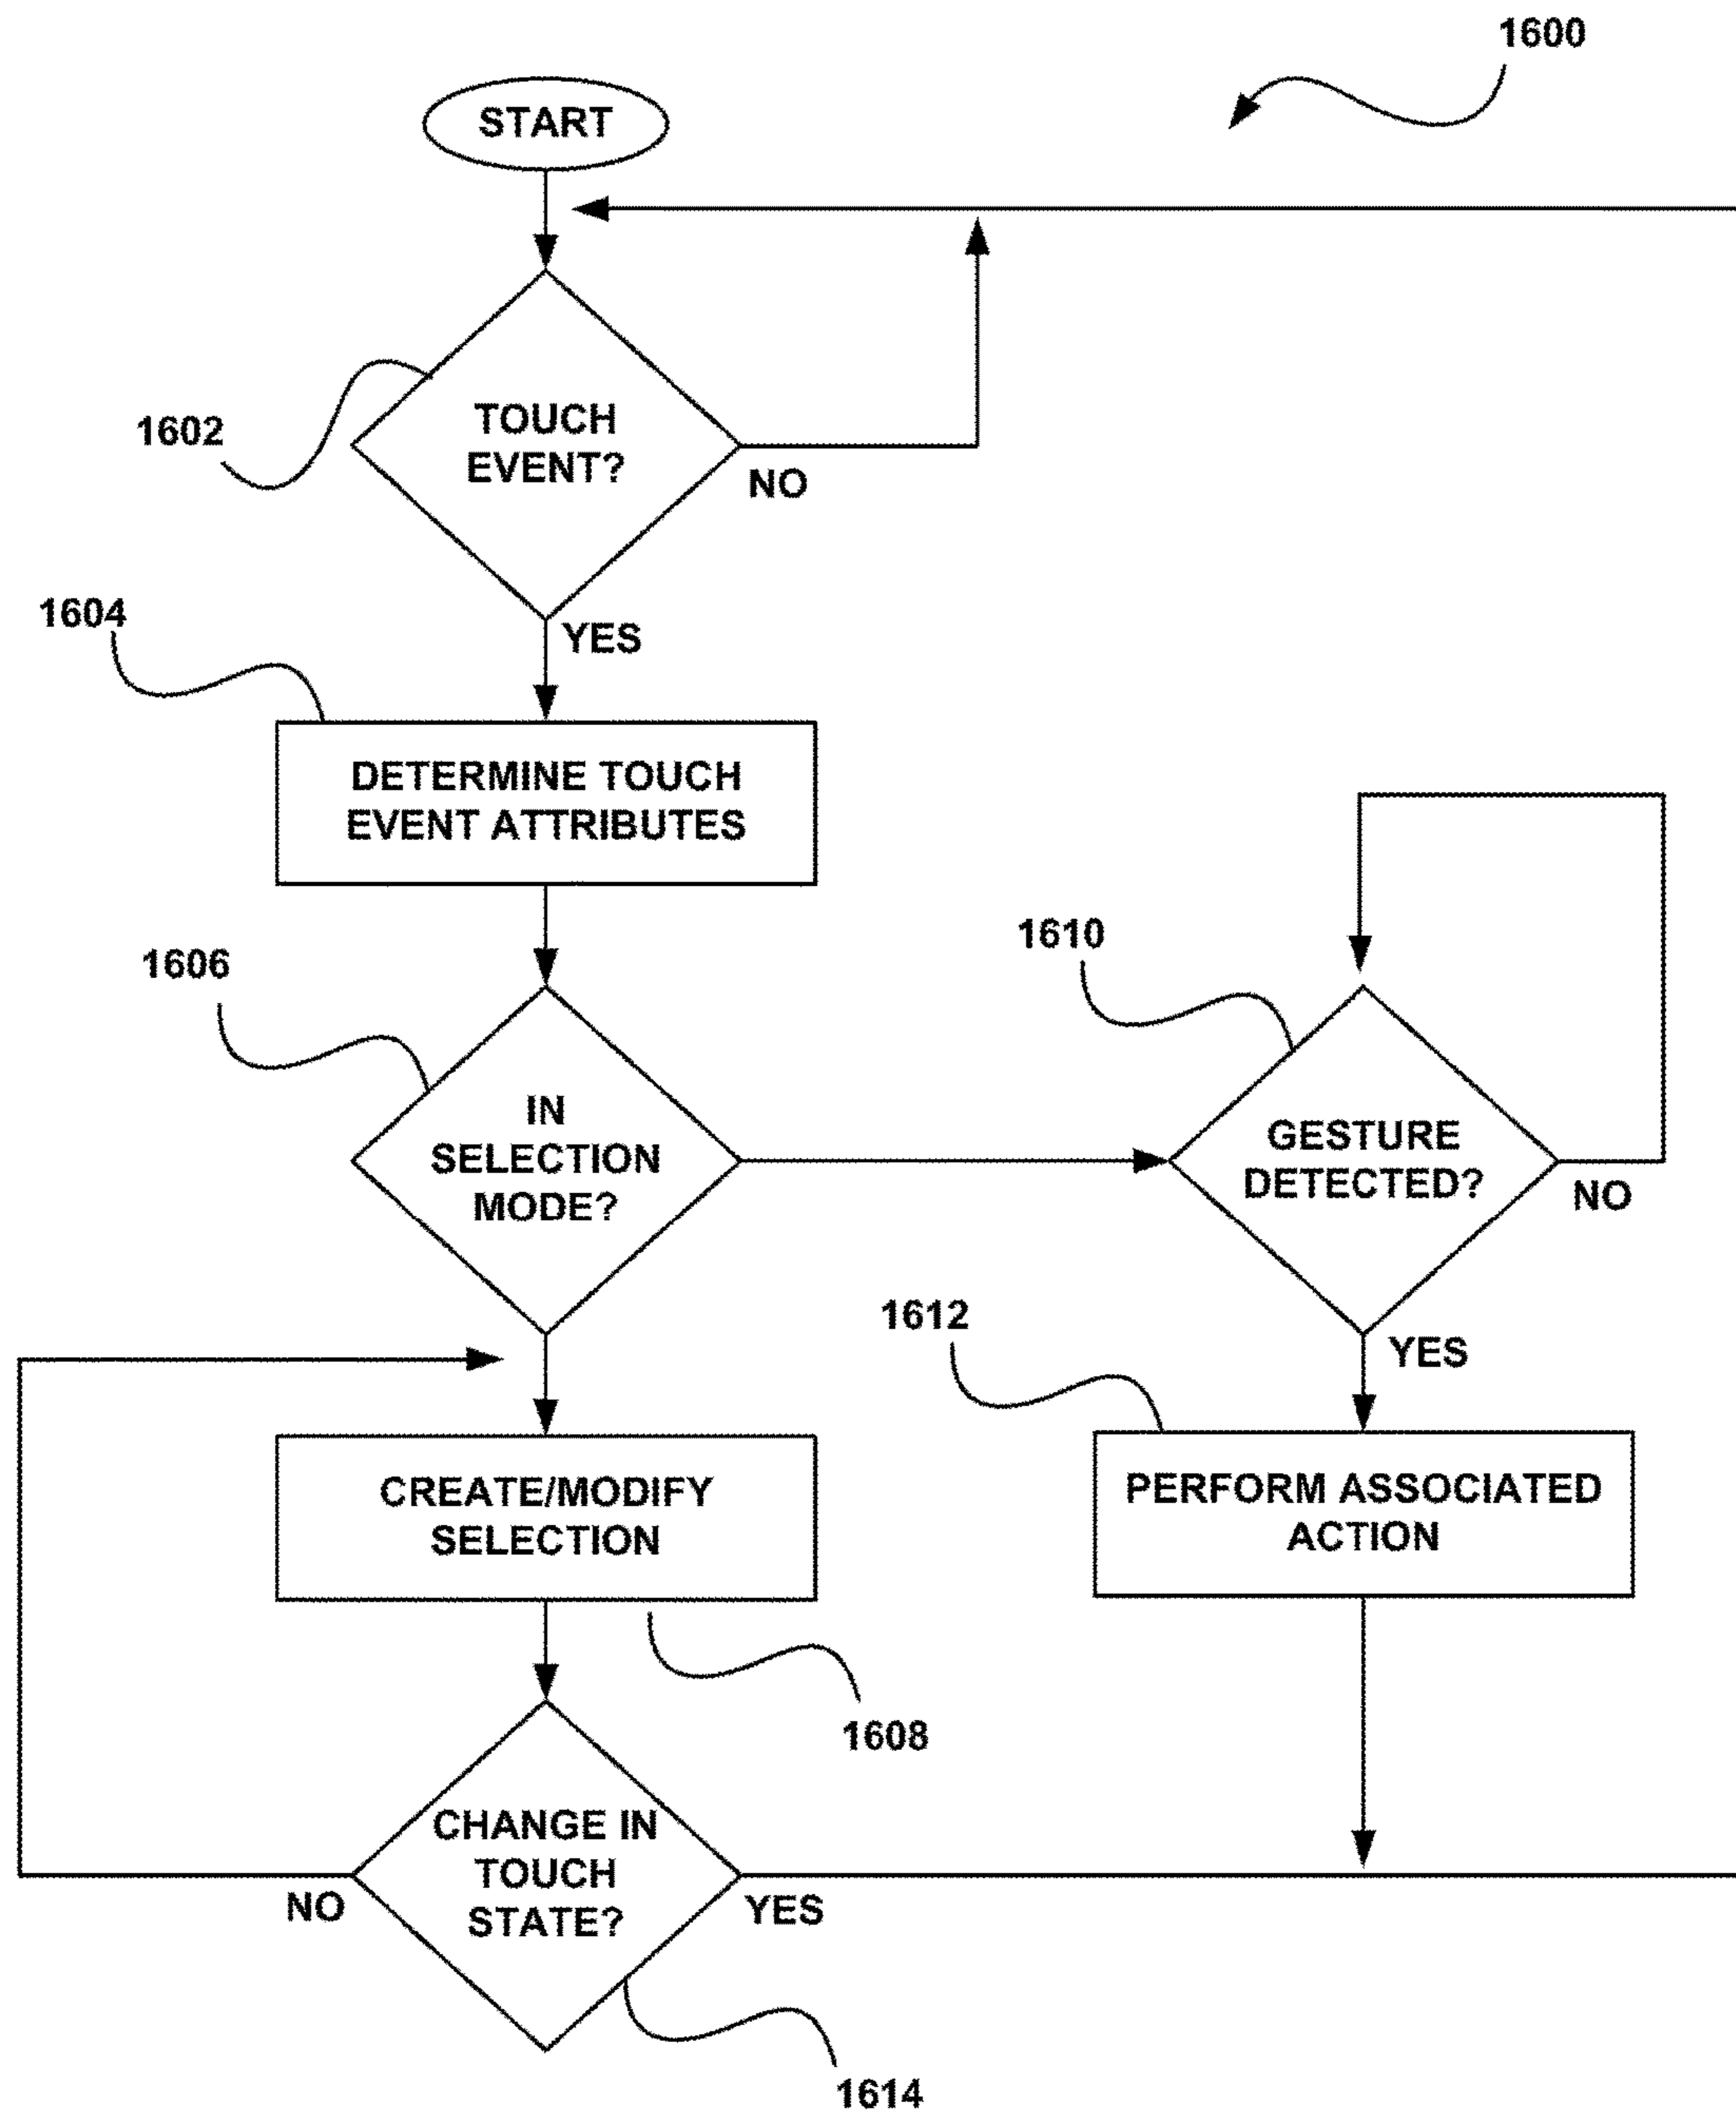 1600
START
1602
TOUCH
EVENT?
NO
YES
1604
DETERMINE TOUCH
EVENT ATTRIBUTES
1606
IN
SELECTION
MODE?
1610
GESTURE
DETECTED?
NO
YES
1612
PERFORM ASSOCIATED
ACTION
CREATE/MODIFY
SELECTION
1608
CHANGE IN
TOUCH
STATE?
NO
YES
1614